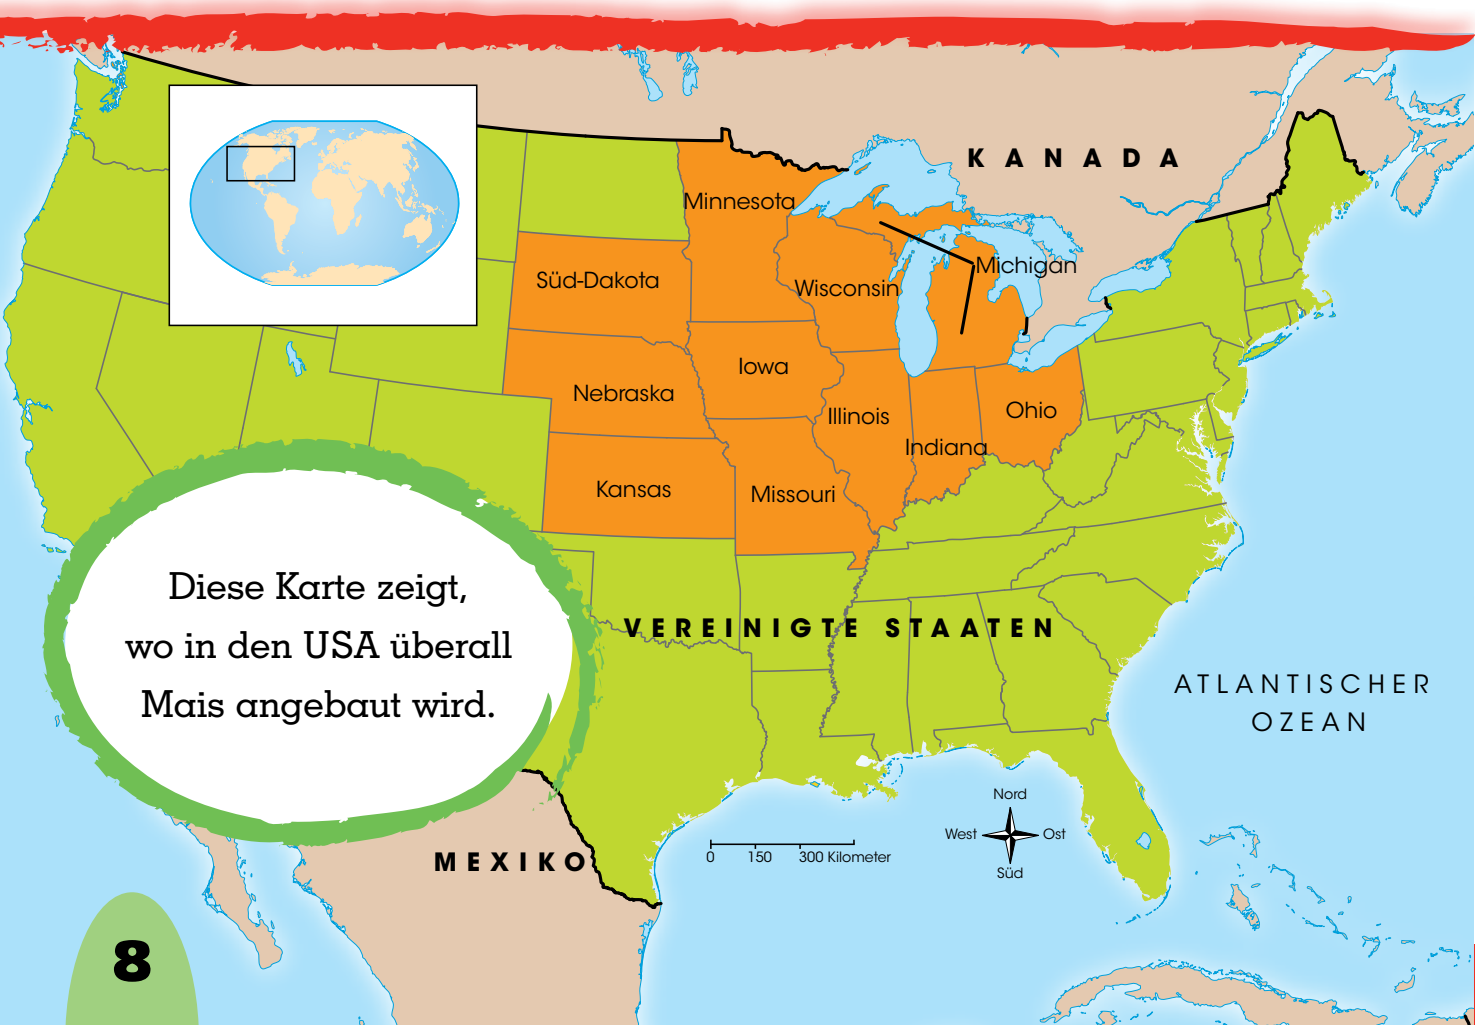 KANADA
Minnesota
Michigan
Süd-Dakota
Wisconsin
Iowa
Nebraska
Illinois
Ohio
Indiana
Kansas
Missouri
Diese Karte zeigt,
wo in den USA überall
Mais angebaut wird.
VEREINIGTE STAATEN
ATLANTISCHER
OZEAN
Nord
West
Ost
Süd
0 150 300 Kilometer
MEXIKO
8